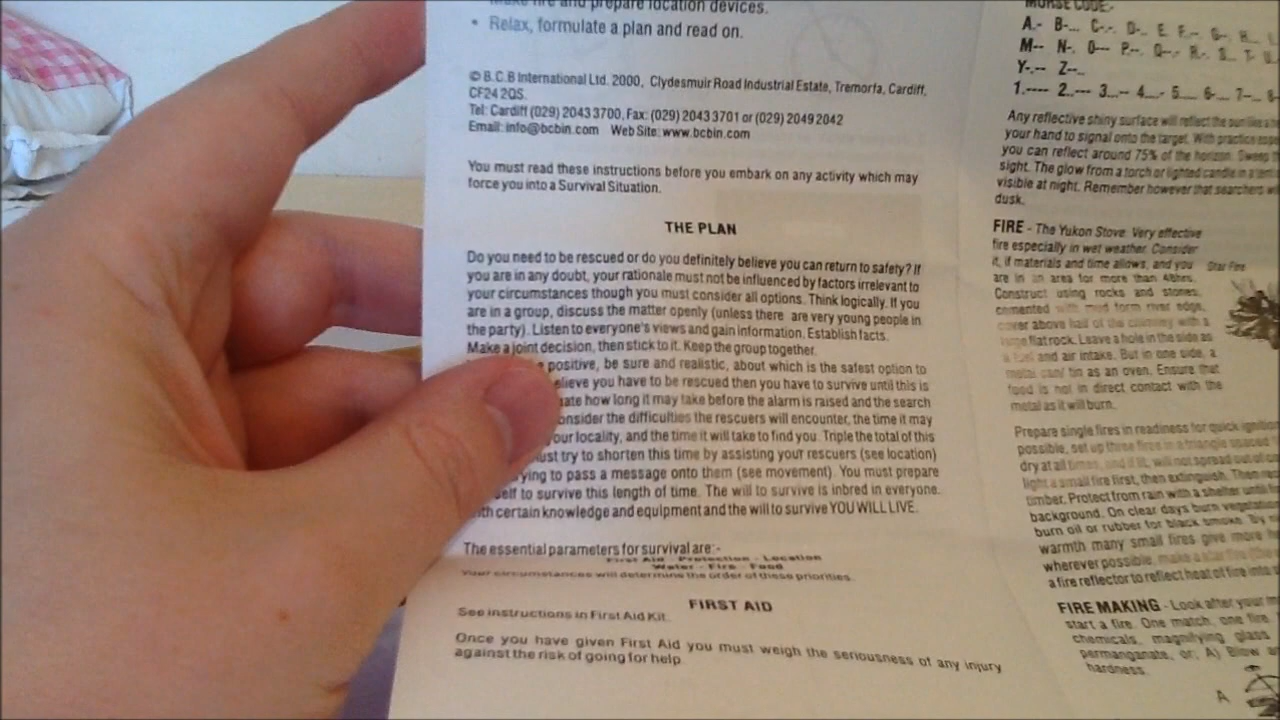 Make fire and prepare location devices.
• Relax, formulate a plan and read on.
© B.C.B International Ltd. 2000, Clydesmuir Road Industrial Estate, Tremorfa, Cardiff,
CF24 2QS.
Tel: Cardiff (029) 2043 3700, Fax: (029) 2043 3701 or (029) 2049 2042
Email: info@bcbin.com Web Site: www.bcbin.com
You must read these instructions before you embark on any activity which may
force you into a Survival Situation.
THE PLAN
Do you need to be rescued or do you definitely believe you can return to safety? If
you are in any doubt, your rationale must not be influenced by factors irrelevant to
your circumstances though you must consider all options. Think logically. If you
are in a group, discuss the matter openly (unless there are very young people in
the party). Listen to everyone's views and gain information. Establish facts.
Make a joint decision, then stick to it. Keep the group together.
positive, be sure and realistic, about which is the safest option to
elieve you have to be rescued then you have to survive until this is
ate how long it may take before the alarm is raised and the search
onsider the difficulties the rescuers will encounter, the time it may
our locality, and the time it will take to find you. Triple the total of this
ust try to shorten this time by assisting your rescuers (see location)
ying to pass a message onto them (see movement). You must prepare
self to survive this length of time. The will to survive is inbred in everyone.
ith certain knowledge and equipment and the will to survive YOU WILL LIVE.
The essential parameters for survival are:-
First Aid - Protection - Location
Water - Fire - Food
Your circumstances will determine the order of these priorities.
FIRST AID
See instructions in First Aid Kit.
Once you have given First Aid you must weigh the seriousness of any injury
against the risk of going for help.
MORSE CODE:-
A.- B-... C-.-. D-.. E. F..-. G--. H....
M-- N-. O--- P.--. Q--.- R.-. S... T-
Y-.-- Z--..
1.---- 2..--- 3...-- 4....- 5..... 6-.... 7--...
Any reflective shiny surface will reflect the sun like a
your hand to signal onto the target. With practice
you can reflect around 75% of the horizon. Sweep
sight. The glow from a torch or lighted candle in a
visible at night. Remember however that searchers
dusk.
FIRE - The Yukon Stove. Very effective
fire especially in wet weather. Consider
it, if materials and time allows, and you
are in an area for more than 48hrs.
Construct using rocks and stones,
cemented with mud form river edge,
cover above half of the chimney with a
large flat rock. Leave a hole in the side as
a fuel and air intake. But in one side, a
metal can/ tin as an oven. Ensure that
food is not in direct contact with the
metal as it will burn.
Star Fire
Prepare single fires in readiness for quick
possible, set up three fires in a triangle
dry at all times, and if lit, will not spread out of
light a small fire first, then extinguish. Then
timber. Protect from rain with a shelter until
background. On clear days burn vegetation
burn oil or rubber for black smoke. By
warmth many small fires give more
wherever possible, make a star fire
a fire reflector to reflect heat of fire into
FIRE MAKING - Look after your
start a fire. One match, one fire.
chemicals, magnifying glass
permanganate, or; A) Blow
hardness.
A